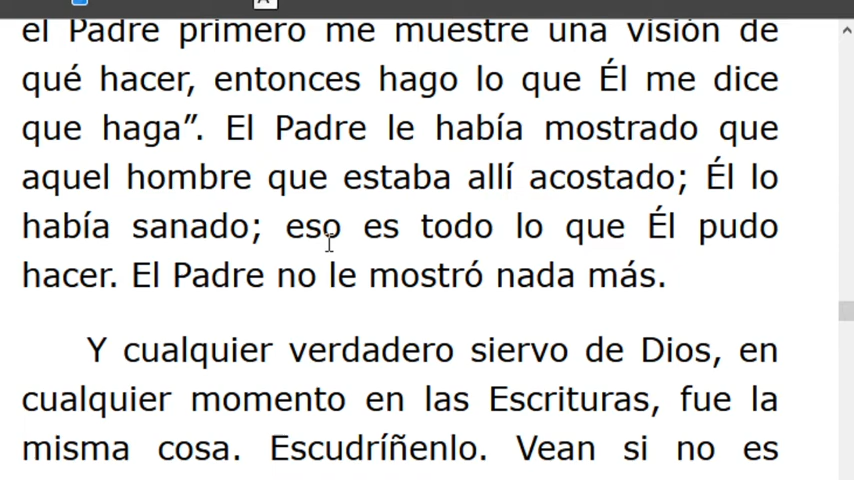 el Padre primero me muestre una visión de
qué hacer, entonces hago lo que Él me dice
que haga”. El Padre le había mostrado que
aquel hombre que estaba allí acostado; Él lo
había sanado; eso es todo lo que Él pudo
hacer. El Padre no le mostró nada más.
Y cualquier verdadero siervo de Dios, en
cualquier momento en las Escrituras, fue la
misma cosa. Escudríñenlo. Vean si no es